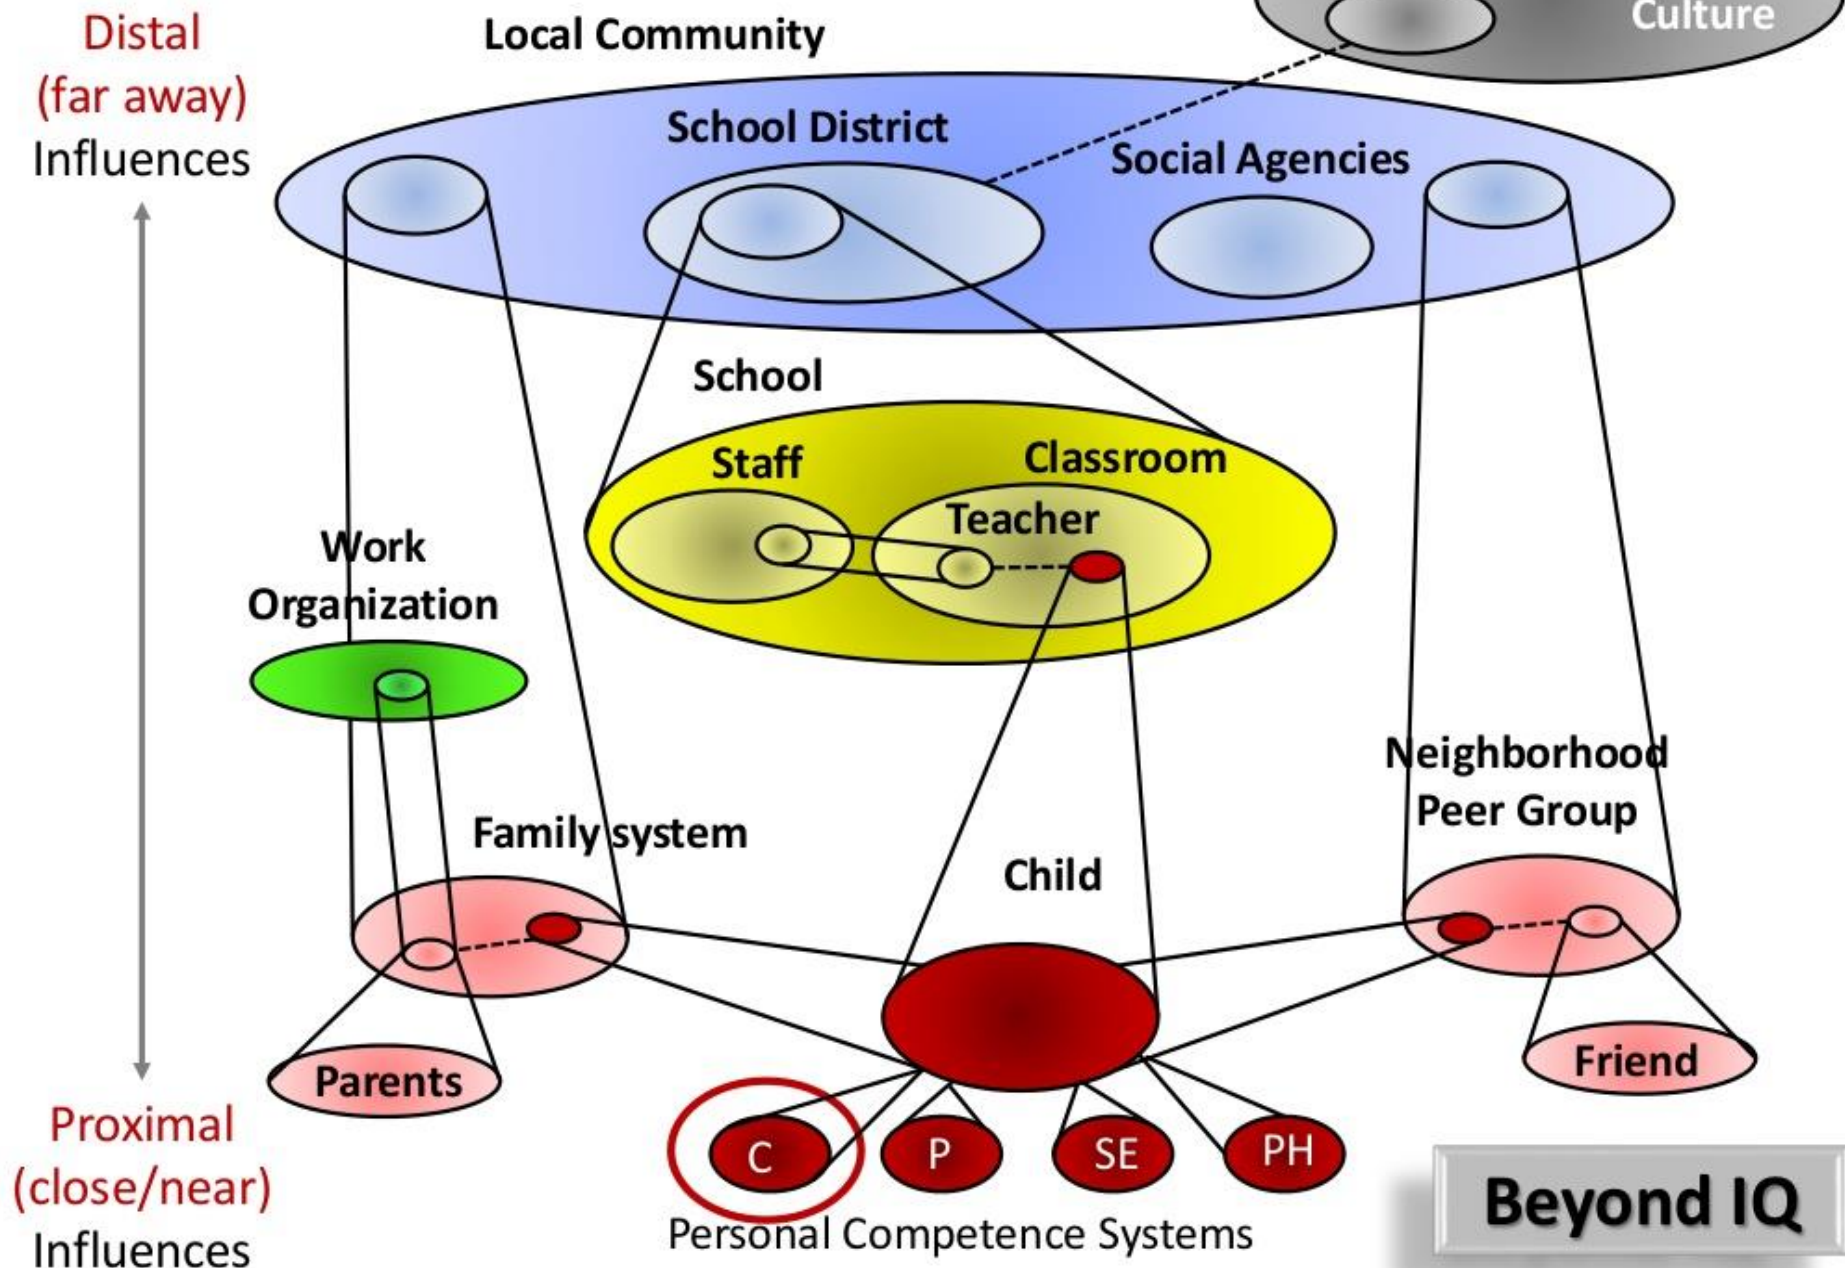 Distal
(far away)
Influences
Local Community
Culture
School District
Social Agencies
School
Staff
Classroom
Teacher
Work
Organization
Neighborhood
Peer Group
Family system
Child
Parents
Friend
Proximal
(close/near)
Influences
C
P
SE
PH
Personal Competence Systems
Beyond IQ